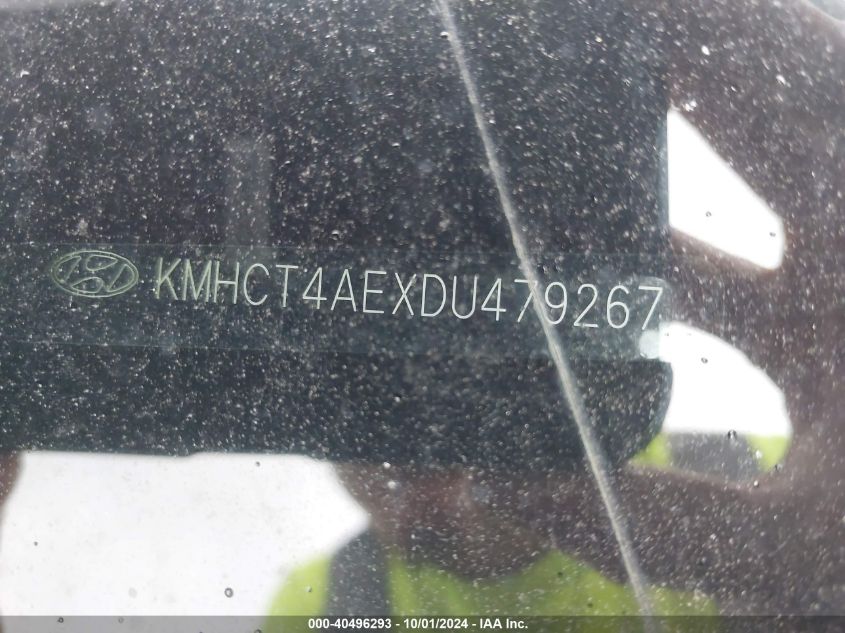 KMHCT4AEXDU479267
000-40496293 - 10/01/2024 - IAA Inc.